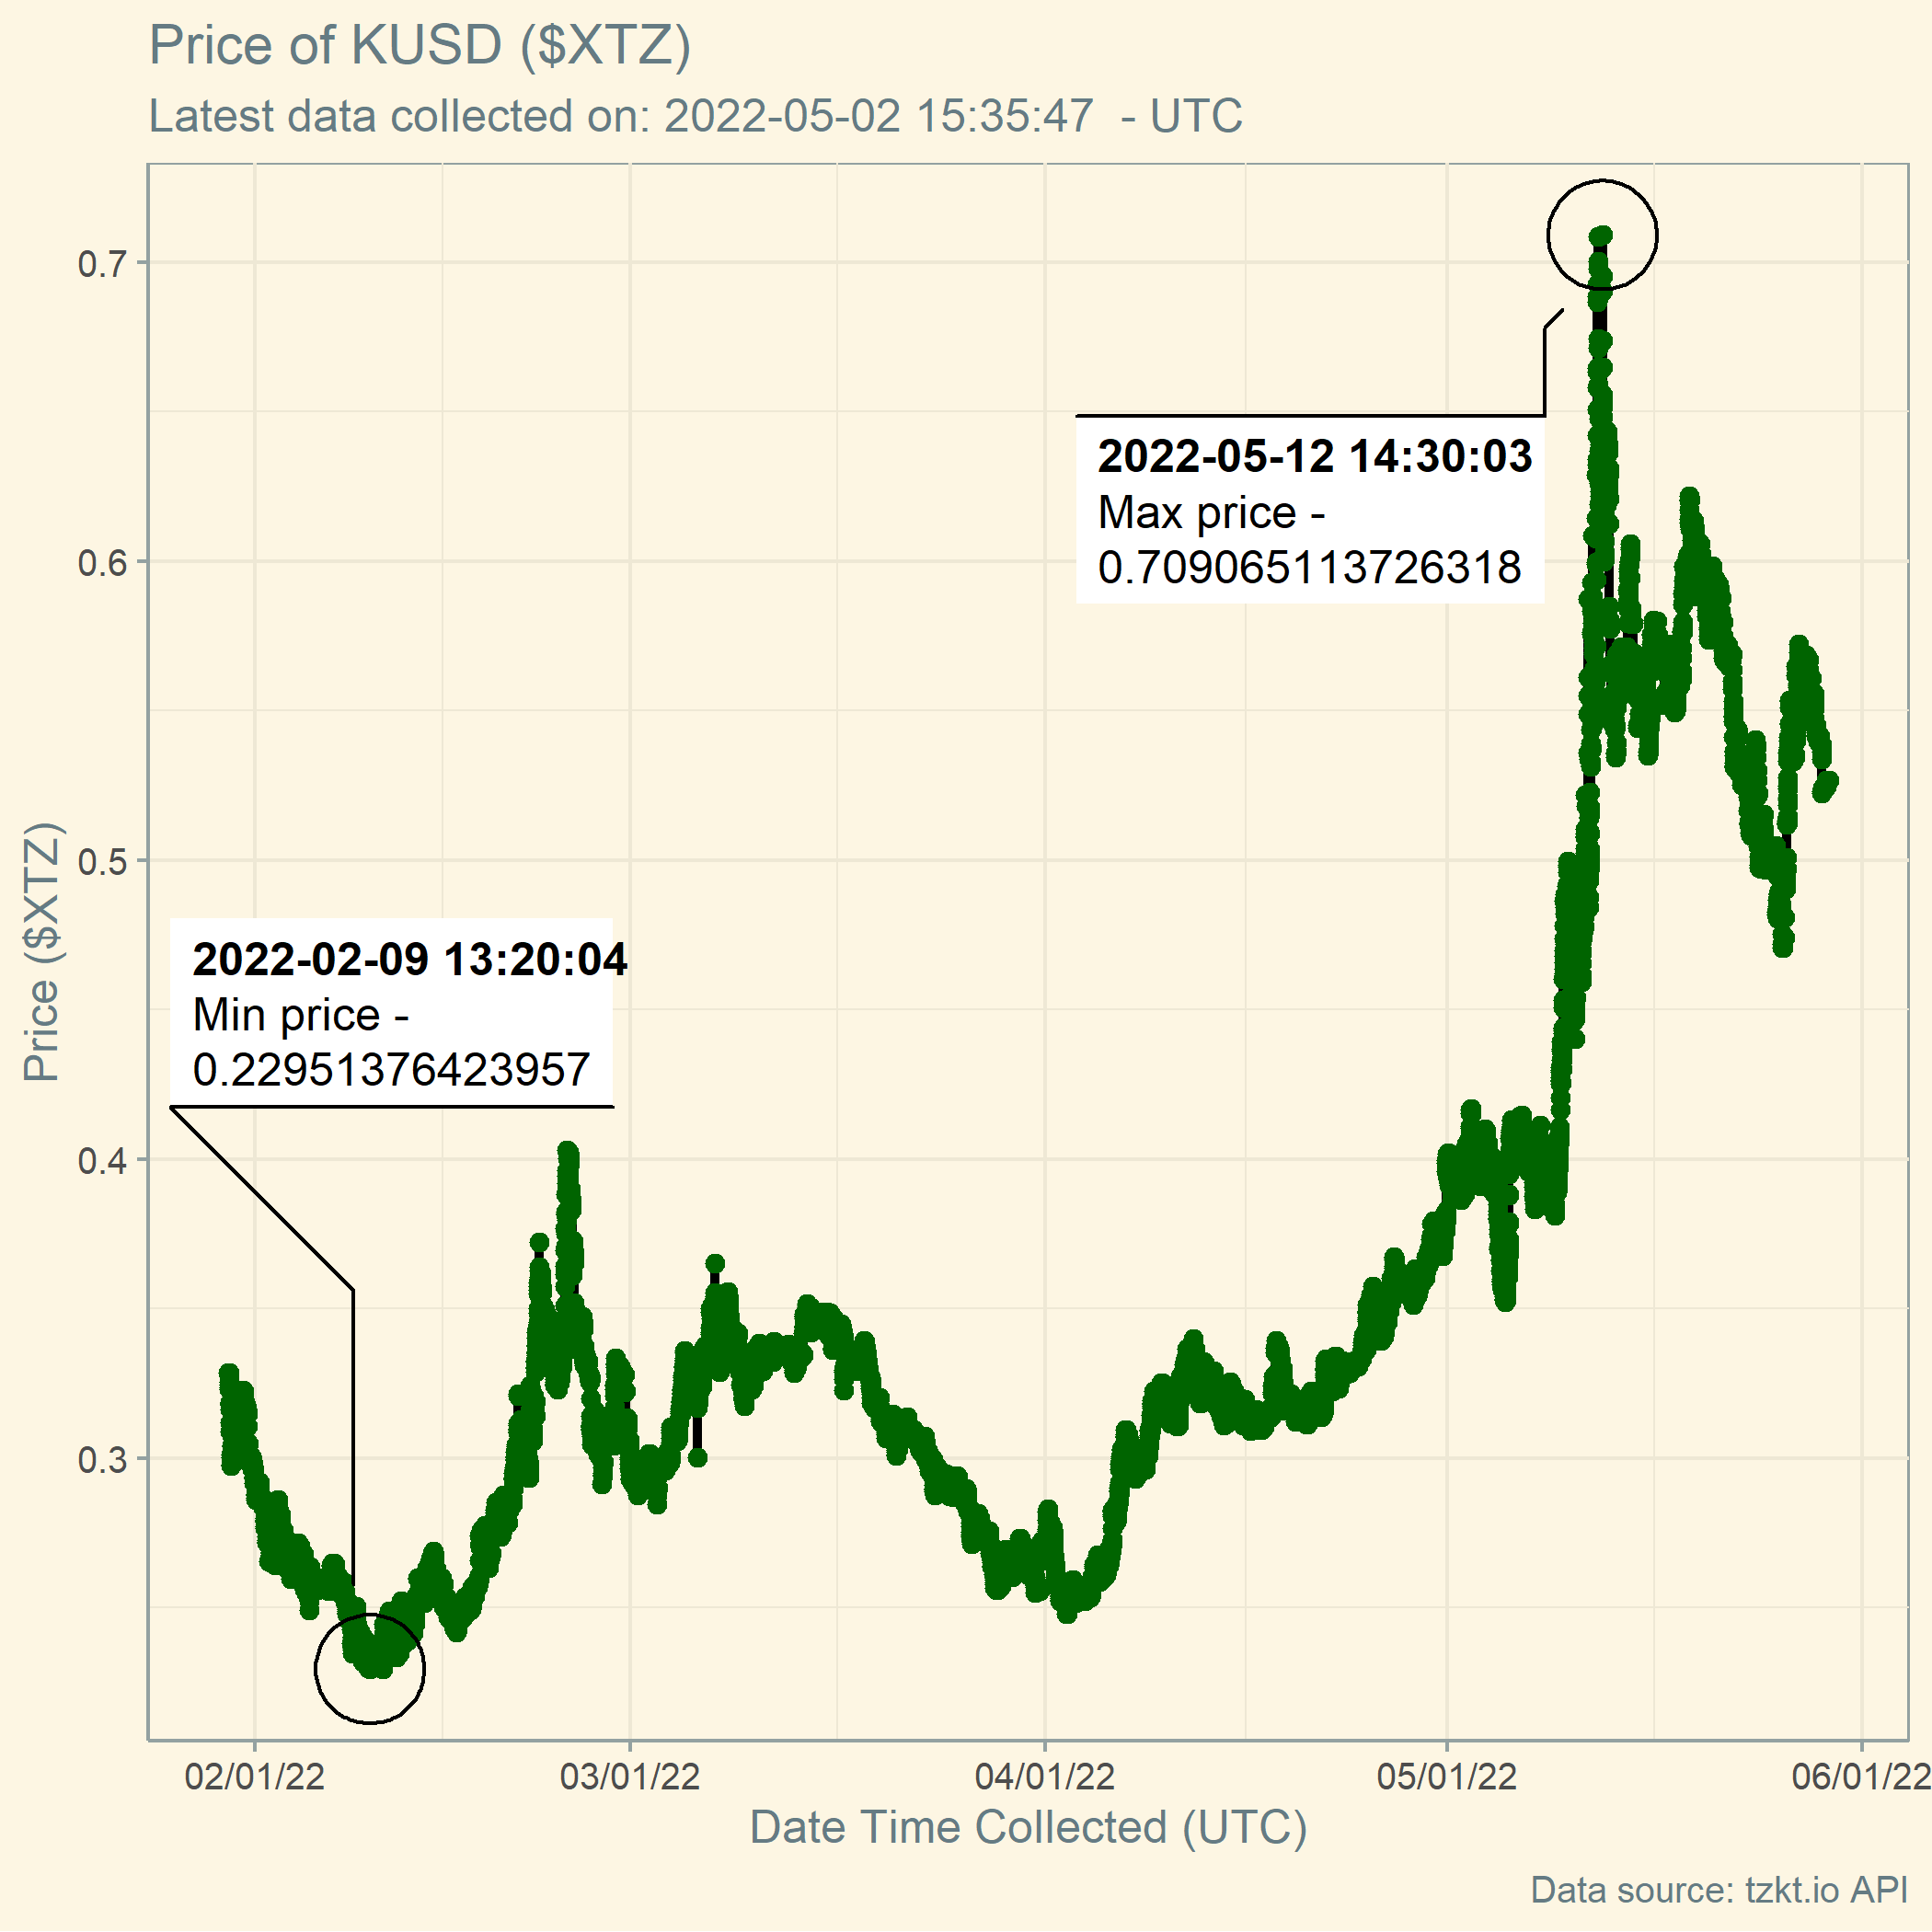 Price of KUSD ($XTZ)
Latest data collected on: 2022-05-02 15:35:47  - UTC
0.7
0.6
0.5
0.4
0.3
Price ($XTZ)
2022-05-12 14:30:03
Max price -
0.709065113726318
2022-02-09 13:20:04
Min price -
0.22951376423957
02/01/22
03/01/22
04/01/22
05/01/22
06/01/22
Date Time Collected (UTC)
Data source: tzkt.io API